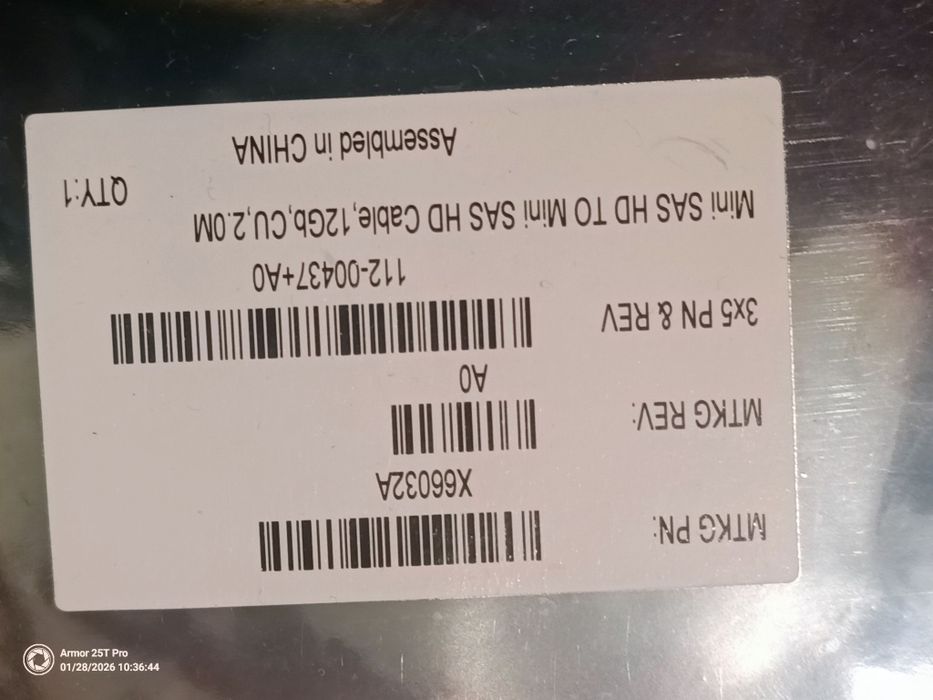 MTKG PN:
X66032A
MTKG REV:
A0
3x5 PN & REV
112-00437+A0
Mini SAS HD TO Mini SAS HD Cable,12Gb,CU,2.0M
QTY:1
Assembled in CHINA
Armor 25T Pro
01/28/2026 10:36:44